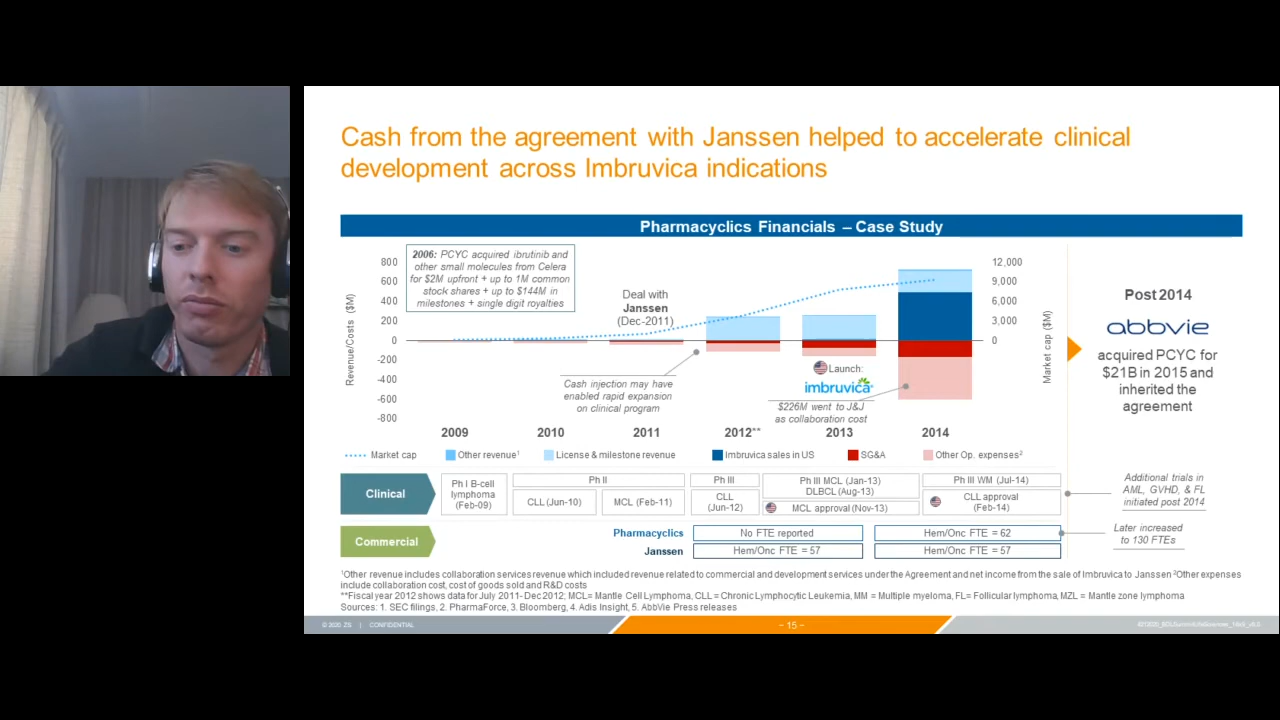 Cash from the agreement with Janssen helped to accelerate clinical
development across Imbruvica indications
Pharmacyclics Financials – Case Study
2006: PCYC acquired ibrutinib and
other small molecules from Celera
for $2M upfront + up to 1M common
stock shares + up to $144M in
milestones + single digit royalties
Revenue/Costs ($M)
800
600
400
200
0
-200
-400
-600
-800
Deal with
Janssen
(Dec-2011)
12,000
9,000
6,000
3,000
0
Market cap ($M)
Cash injection may have
enabled rapid expansion
on clinical program
Launch:
imbruvica
$226M went to J&J
as collaboration cost
2009
2010
2011
2012**
2013
2014
Market cap
Other revenue¹
License & milestone revenue
Imbruvica sales in US
SG&A
Other Op. expenses²
Post 2014
abbvie
acquired PCYC for
$21B in 2015 and
inherited the
agreement
Clinical
Ph I B-cell
lymphoma
(Feb-09)
Ph II
CLL (Jun-10)
MCL (Feb-11)
Ph III
CLL
(Jun-12)
Ph III MCL (Jan-13)
DLBCL (Aug-13)
MCL approval (Nov-13)
Ph III WM (Jul-14)
CLL approval
(Feb-14)
Additional trials in
AML, GVHD, & FL
initiated post 2014
Commercial
Pharmacyclics
No FTE reported
Hem/Onc FTE = 62
Janssen
Hem/Onc FTE = 57
Hem/Onc FTE = 57
Later increased
to 130 FTEs
¹Other revenue includes collaboration services revenue which included revenue related to commercial and development services under the Agreement and net income from the sale of Imbruvica to Janssen ²Other expenses
include collaboration cost, cost of goods sold and R&D costs
**Fiscal year 2012 shows data for July 2011- Dec2012; MCL= Mantle Cell Lymphoma, CLL = Chronic Lymphocytic Leukemia, MM = Multiple myeloma, FL= Follicular lymphoma, MZL = Mantle zone lymphoma
Sources: 1. SEC filings, 2. PharmaForce, 3. Bloomberg, 4. Adis Insight, 5. AbbVie Press releases
© 2020 ZS | CONFIDENTIAL
– 15 –